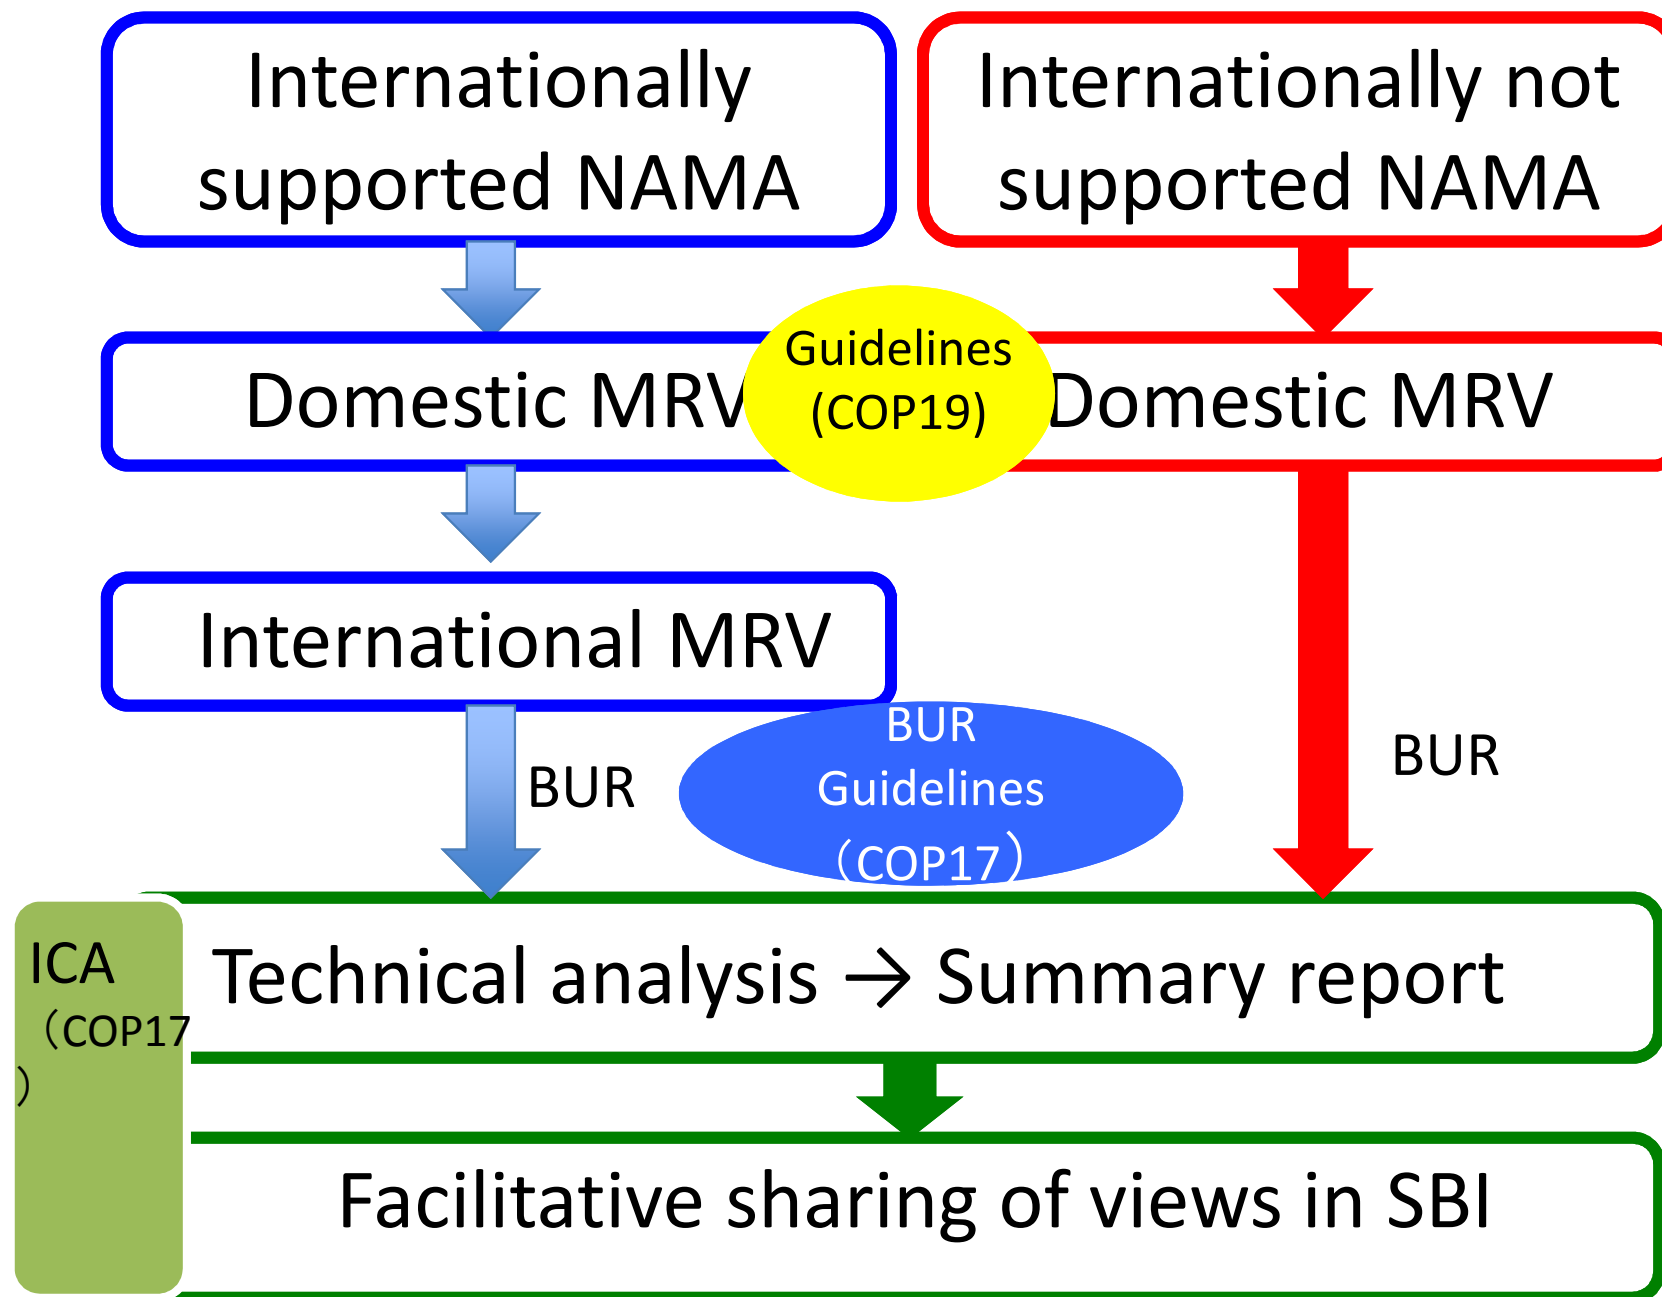 Internationally
supported NAMA
Internationally not
supported NAMA
Domestic MRV
Guidelines
(COP19)
Domestic MRV
International MRV
BUR
BUR
Guidelines
（COP17）
BUR
ICA
（COP17
）
Technical analysis → Summary report
Facilitative sharing of views in SBI